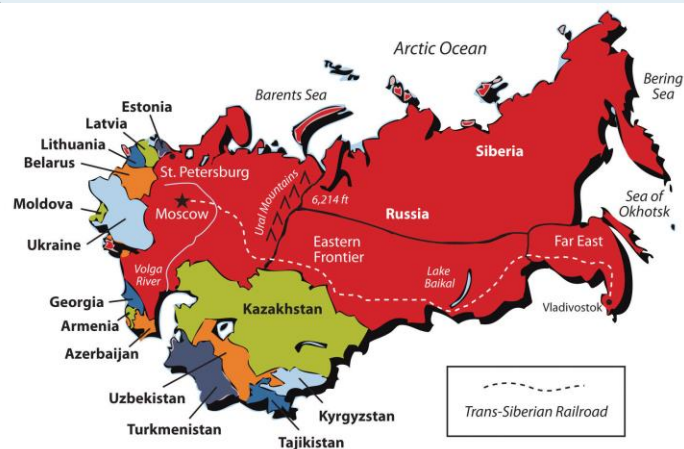 Arctic Ocean
Bering
Sea
Barents Sea
Estonia
Latvia
Lithuania
Belarus
St. Petersburg
Siberia
Moldova
Moscow
Ural Mountains
6,214 ft
Sea of
Okhotsk
Russia
Ukraine
Eastern
Frontier
Far East
Volga
River
Lake
Baikal
Georgia
Kazakhstan
Vladivostok
Armenia
Azerbaijan
Uzbekistan
Kyrgyzstan
Turkmenistan
Tajikistan
Trans-Siberian Railroad